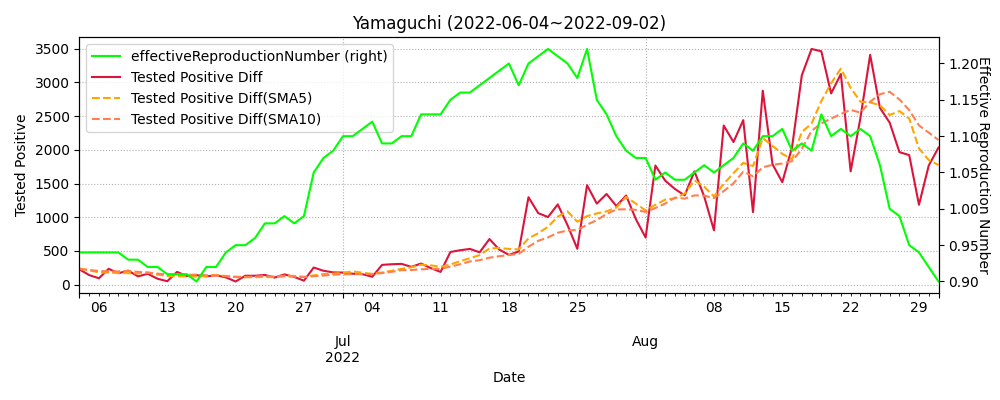 Yamaguchi (2022-06-04~2022-09-02)
effectiveReproductionNumber (right)
Tested Positive Diff
Tested Positive Diff(SMA5)
Tested Positive Diff(SMA10)
Tested Positive
3500
3000
2500
2000
1500
1000
500
0
1.20
1.15
1.10
1.05
1.00
0.95
0.90
Effective Reproduction Number
06 13 20 27 04 11 18 25 08 15 22 29
Jul Aug
2022
Date